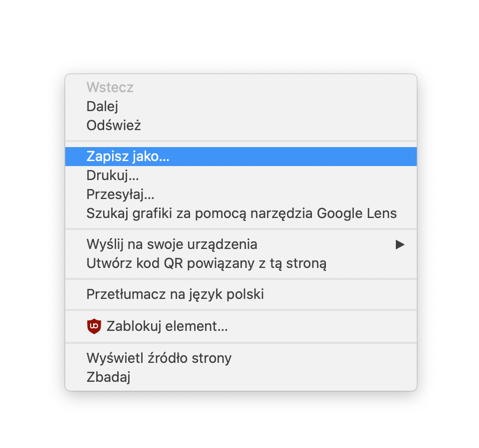 Wstecz
Dalej
Odśwież
Zapisz jako...
Drukuj...
Przesyłaj...
Szukaj grafiki za pomocą narzędzia Google Lens
Wyślij na swoje urządzenia
Utwórz kod QR powiązany z tą stroną
Przetłumacz na język polski
Zablokuj element...
Wyświetl źródło strony
Zbadaj